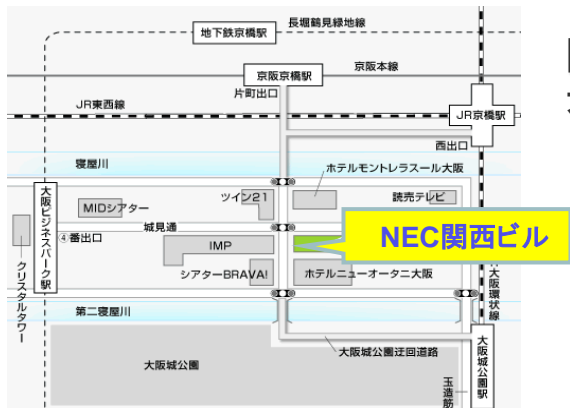 長堀鶴見緑地線
地下鉄京橋駅
京阪本線
京阪京橋駅
片町出口
JR東西線
JR京橋駅
西出口
寝屋川
ホテルモントレラスール大阪
大阪ビジネスパーク駅
ツイン21
読売テレビ
MIDシアター
城見通
④番出口
IMP
NEC関西ビル
シアターBRAVA!
ホテルニューオータニ大阪
クリスタルタワー
大阪環状線
第二寝屋川
大阪城公園迂回道路
大阪城公園
大阪城公園駅
玉造筋